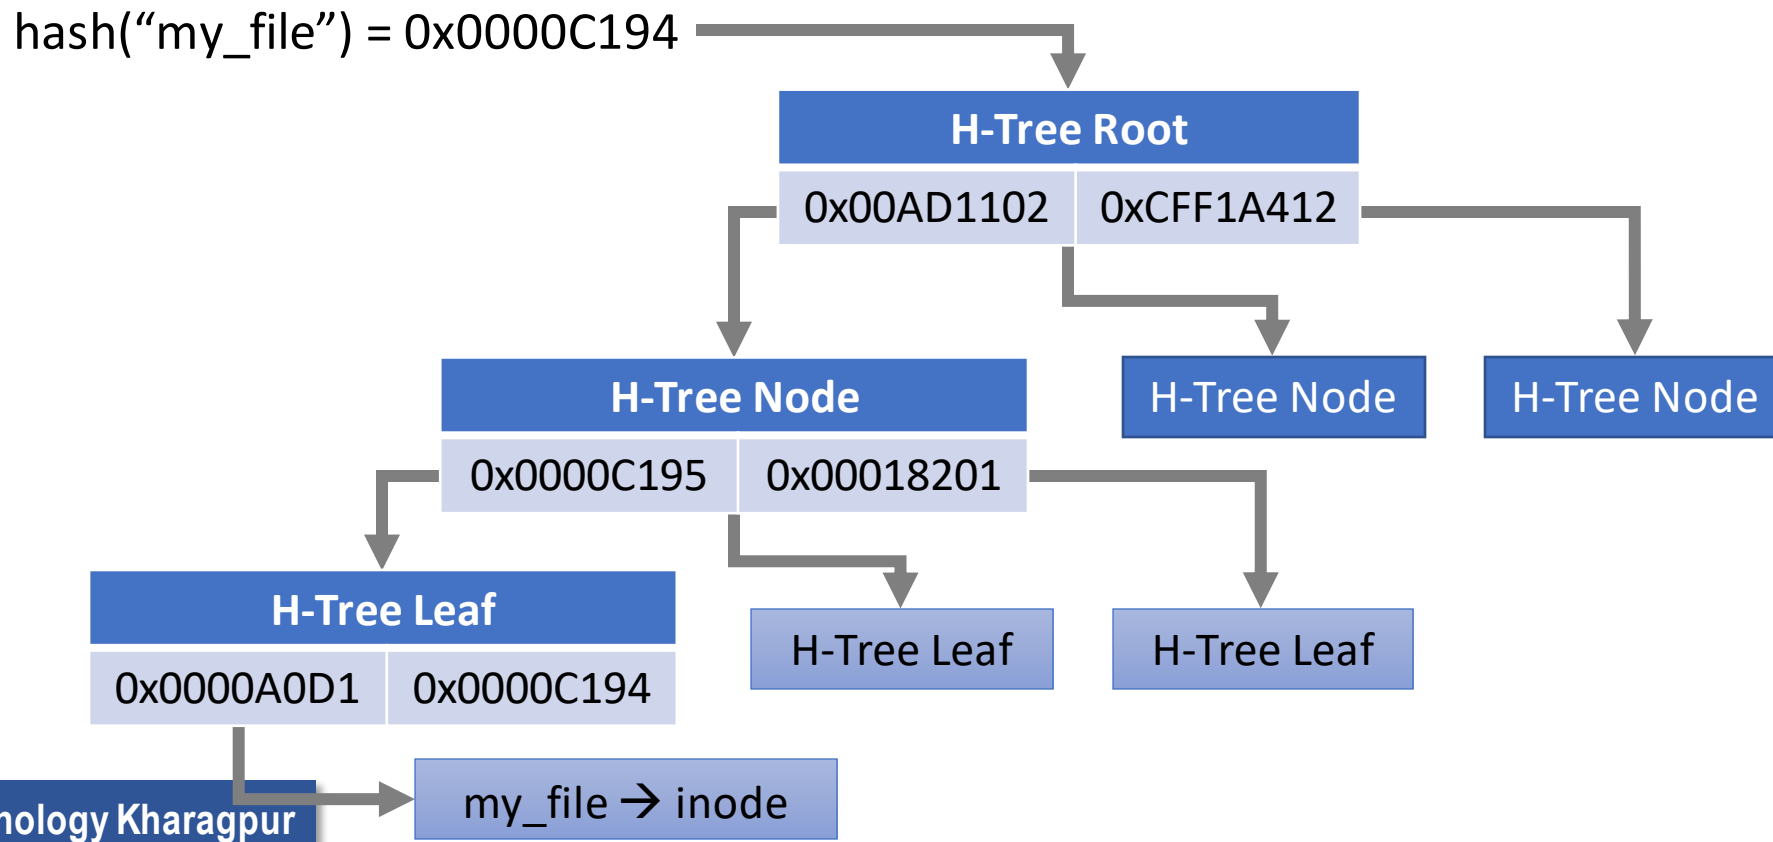 hash(“my_file”) = 0x0000C194
H-Tree Root
0x00AD1102 0xCFF1A412
H-Tree Node
H-Tree Node
H-Tree Node
0x0000C195 0x00018201
H-Tree Leaf
H-Tree Leaf
H-Tree Leaf
0x0000A0D1 0x0000C194
my_file → inode
Kharagpur